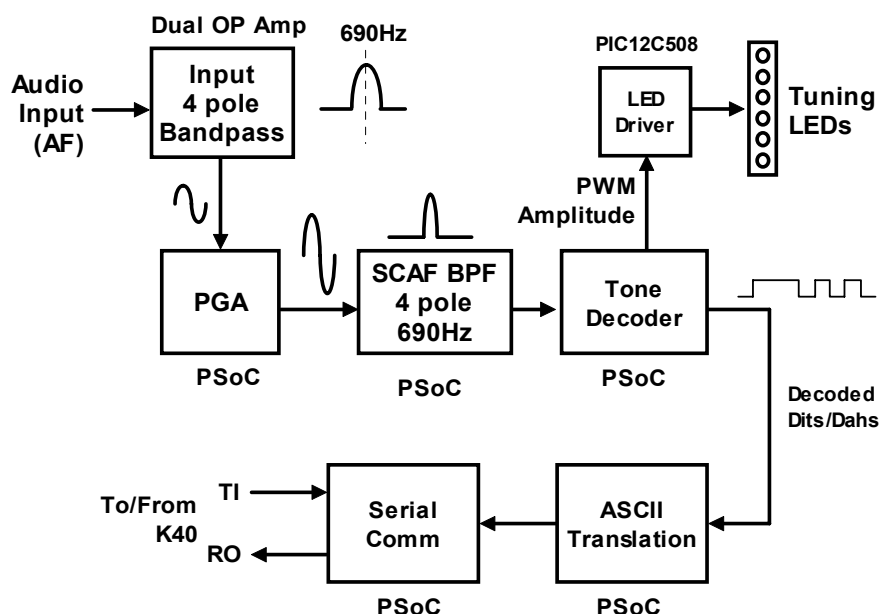 Dual OP Amp
690Hz
Audio
Input
(AF)
Input
4 pole
Bandpass
PIC12C508
LED
Driver
Tuning
LEDs
PWM
Amplitude
PGA
PSoC
SCAF BPF
4 pole
690Hz
PSoC
Tone
Decoder
PSoC
Decoded
Dits/Dahs
To/From
K40
TI
RO
Serial
Comm
PSoC
ASCII
Translation
PSoC